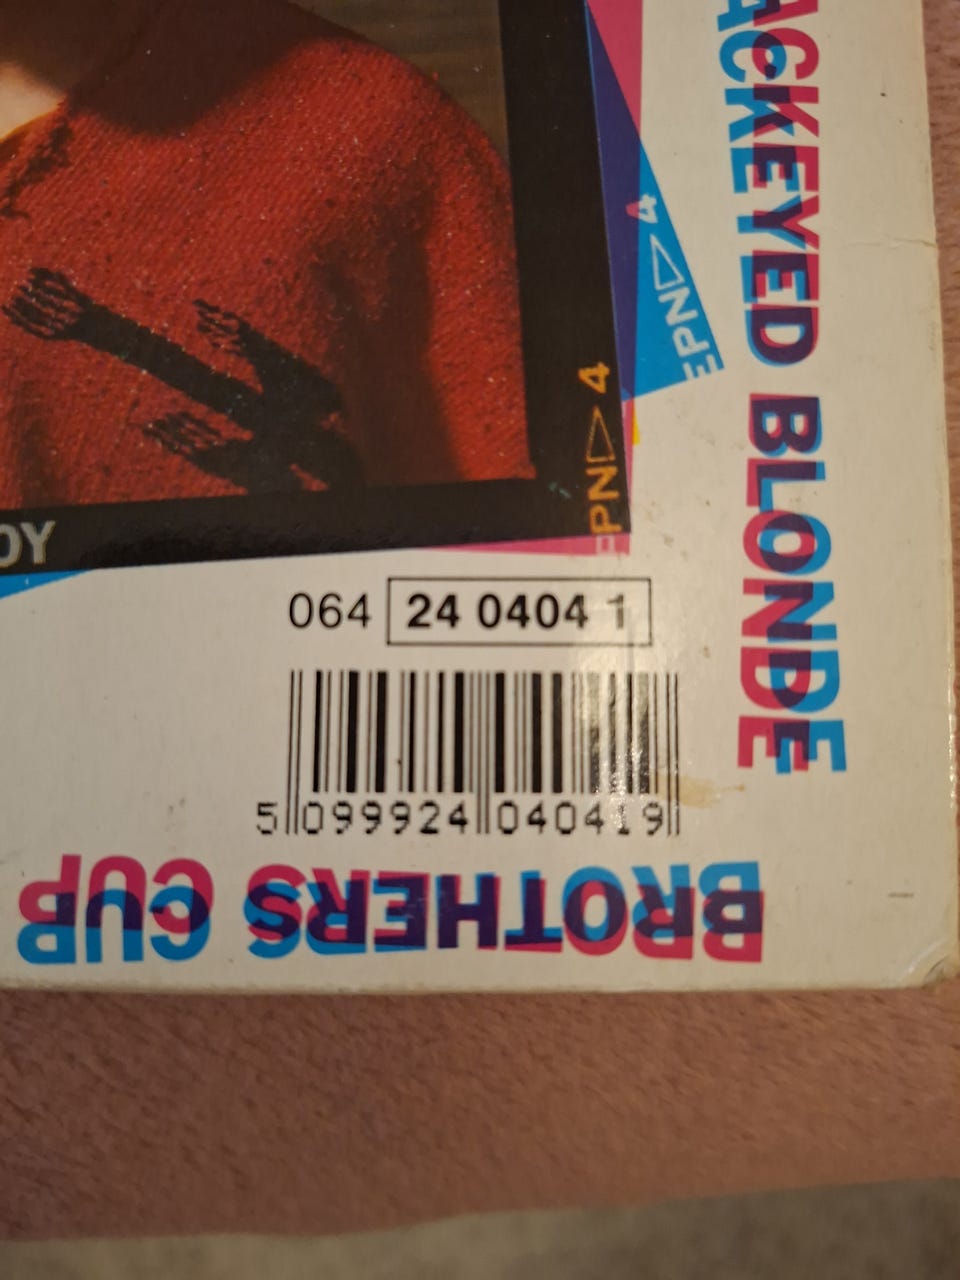 ACKEYED BLONDE
EPN▷ 4
EPN▷ 4
OY
064 24 0404 1
5 099924 040419
BROTHERS CUP